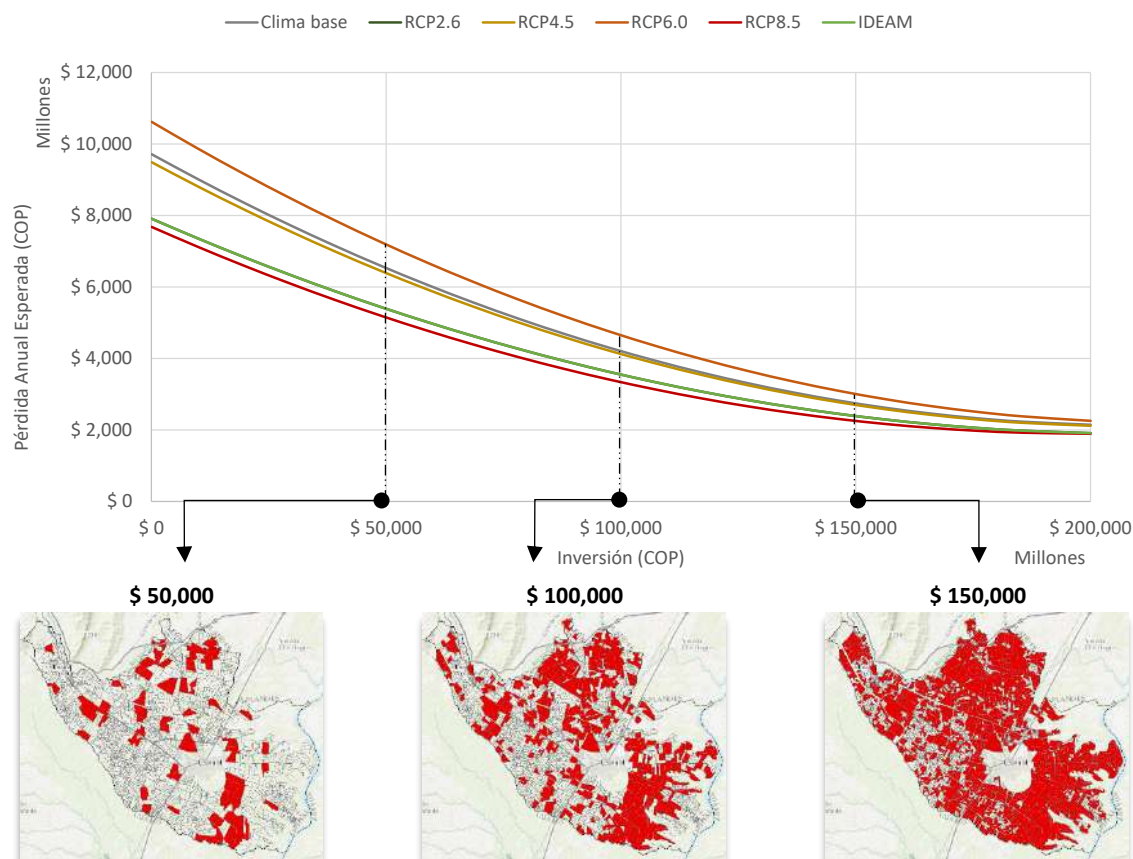 Clima base RCP2.6 RCP4.5 RCP6.0 RCP8.5 IDEAM
Millones
Pérdida Anual Esperada (COP)
$ 12,000
$ 10,000
$ 8,000
$ 6,000
$ 4,000
$ 2,000
$ 0
$ 0 $ 50,000 $ 100,000 $ 150,000 $ 200,000
Inversión (COP) Millones
$ 50,000 $ 100,000 $ 150,000